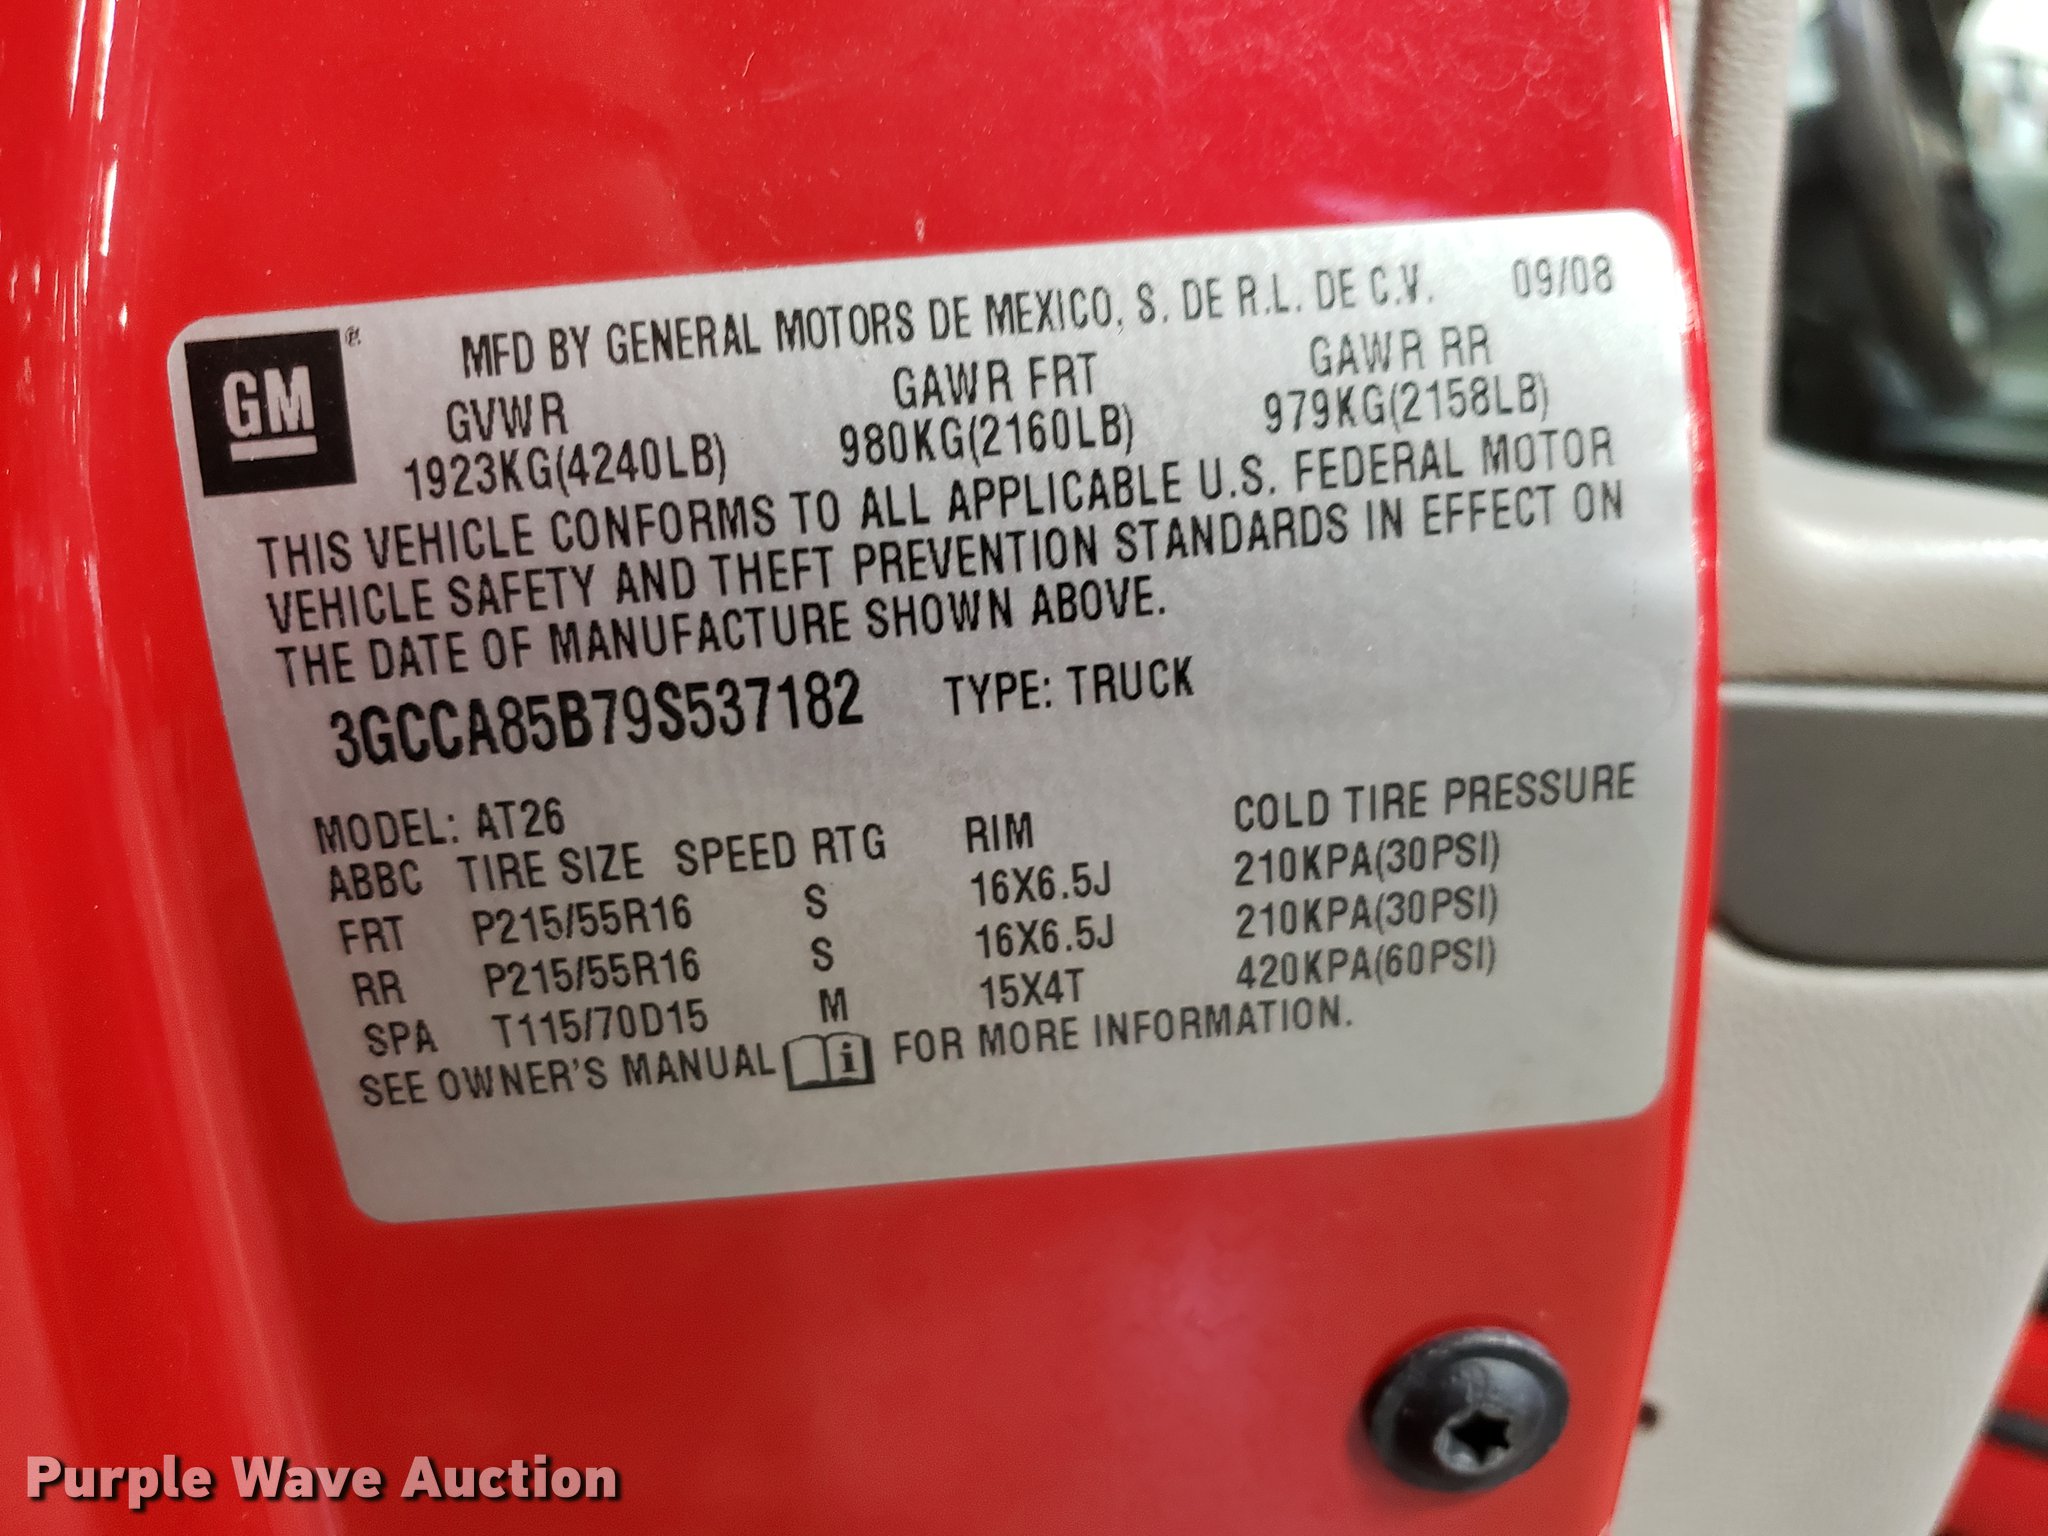 GM ®
MFD BY GENERAL MOTORS DE MEXICO, S. DE R.L. DE C.V. 09/08
GVWR GAWR FRT GAWR RR
1923KG(4240LB) 980KG(2160LB) 979KG(2158LB)
THIS VEHICLE CONFORMS TO ALL APPLICABLE U.S. FEDERAL MOTOR
VEHICLE SAFETY AND THEFT PREVENTION STANDARDS IN EFFECT ON
THE DATE OF MANUFACTURE SHOWN ABOVE.
3GCCA85B79S537182 TYPE: TRUCK
MODEL: AT26
ABBC TIRE SIZE SPEED RTG RIM COLD TIRE PRESSURE
FRT P215/55R16 S 16X6.5J 210KPA(30PSI)
RR P215/55R16 S 16X6.5J 210KPA(30PSI)
SPA T115/70D15 M 15X4T 420KPA(60PSI)
SEE OWNER'S MANUAL i FOR MORE INFORMATION.
Purple Wave Auction